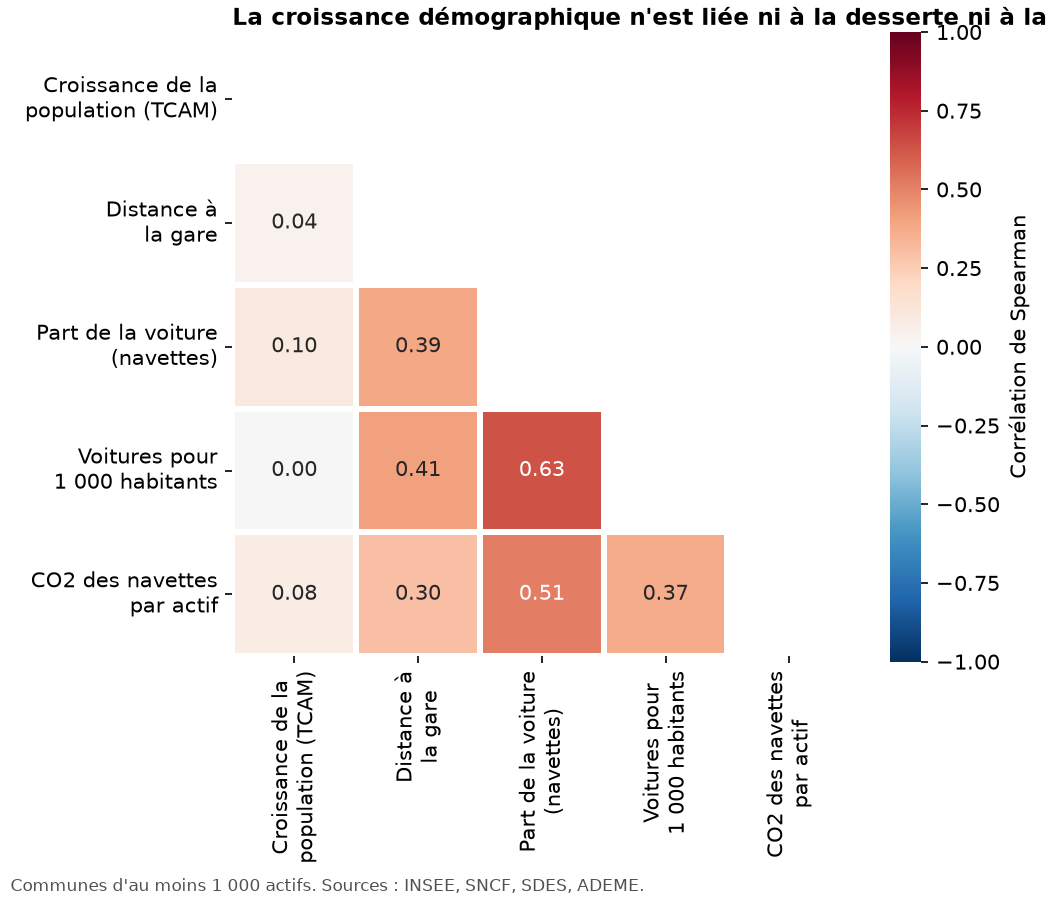 La croissance démographique n'est liée ni à la desserte ni à la
Croissance de la
population (TCAM)
Distance à
la gare
Part de la voiture
(navettes)
Voitures pour
1 000 habitants
CO2 des navettes
par actif
0.04
0.10
0.39
0.00
0.41
0.63
0.08
0.30
0.51
0.37
Croissance de la
population (TCAM)
Distance à
la gare
Part de la voiture
(navettes)
Voitures pour
1 000 habitants
CO2 des navettes
par actif
1.00
0.75
0.50
0.25
0.00
−0.25
−0.50
−0.75
−1.00
Corrélation de Spearman
Communes d'au moins 1 000 actifs. Sources : INSEE, SNCF, SDES, ADEME.